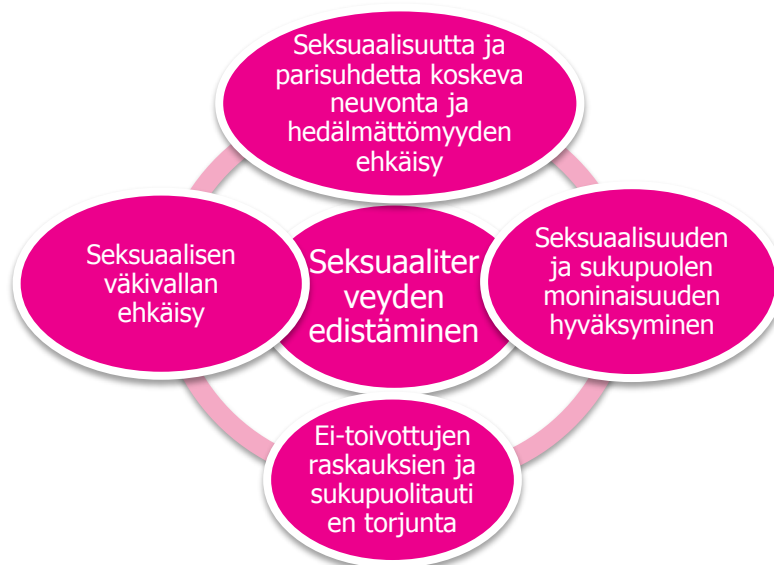 Seksuaalisuutta ja
parisuhdetta koskeva
neuvonta ja
hedälmättömyyden
ehkäisy
Seksuaalisen
väkivallan
ehkäisy
Seksuaaliter
veyden
edistäminen
Seksuaalisuuden
ja sukupuolen
moninaisuuden
hyväksyminen
Ei-toivottujen
raskauksien ja
sukupuolitauti
en torjunta